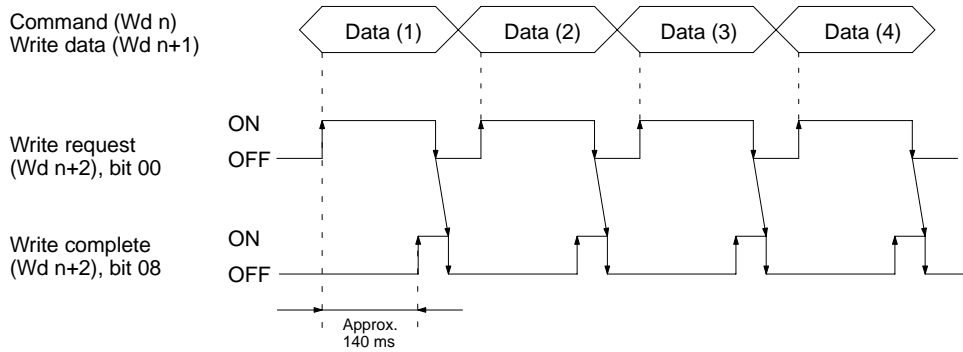 Command (Wd n)
Write data (Wd n+1)
Data (1) Data (2) Data (3) Data (4)
Write request
(Wd n+2), bit 00
ON
OFF
Write complete
(Wd n+2), bit 08
ON
OFF
Approx.
140 ms